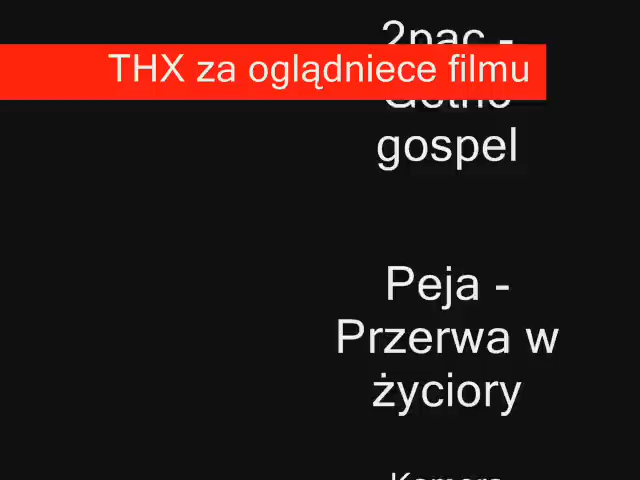 2pac -
THX za oglądniece filmu
gospel
Peja -
Przerwa w
życiory